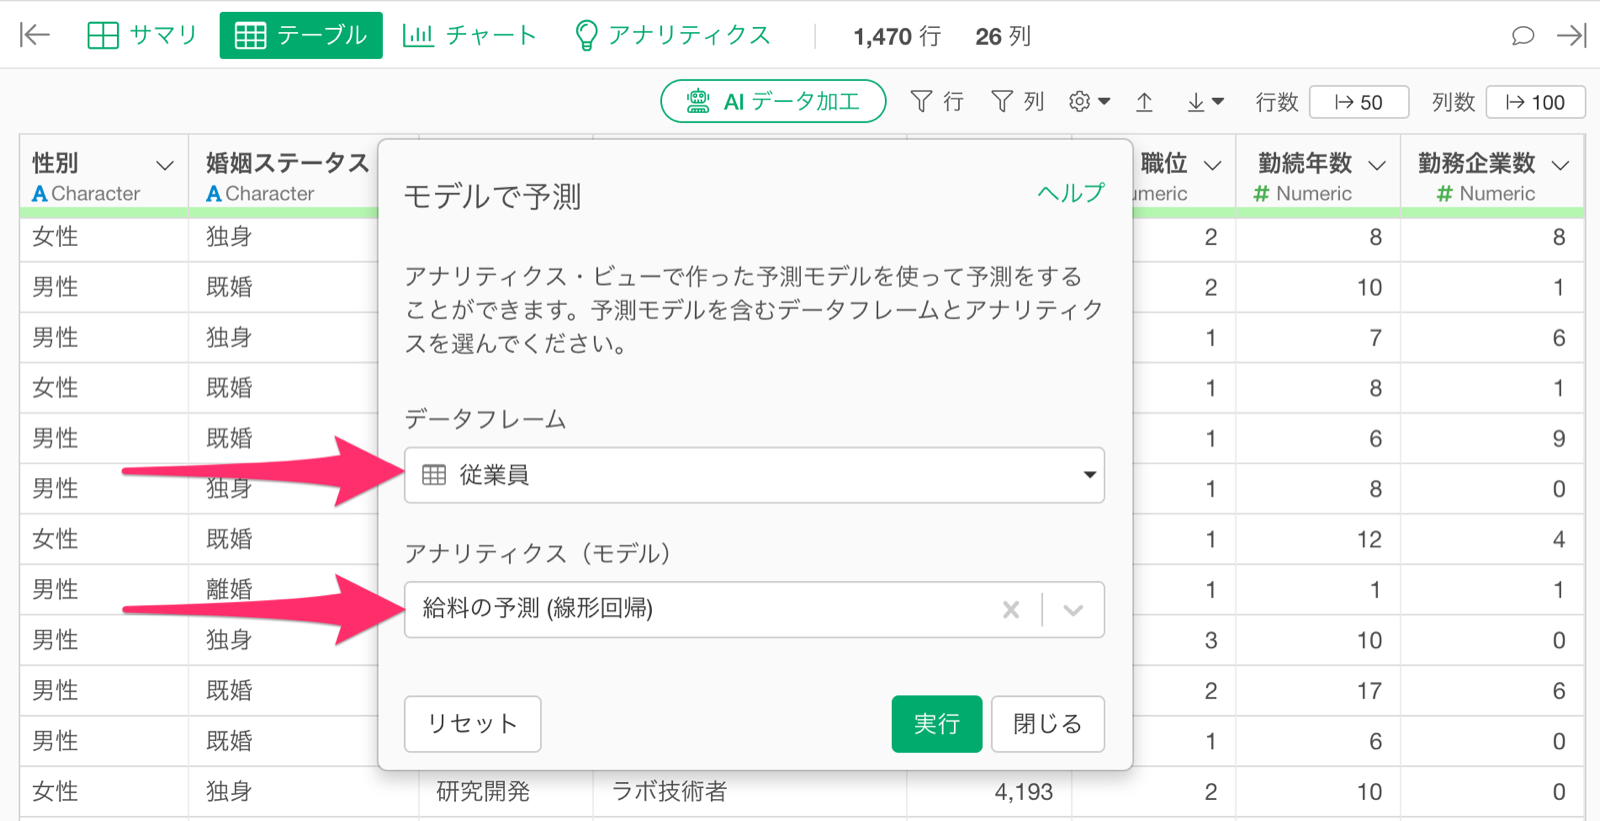 サマリ テーブル チャート アナリティクス 1,470 行 26 列
AI データ加工 行 列 行数 50 列数 100
性別 婚姻ステータス 職位 勤続年数 勤務企業数
A Character A Character umeric # Numeric # Numeric
女性 独身 2 8 8
男性 既婚 2 10 1
男性 独身 1 7 6
女性 既婚 1 8 1
男性 既婚 1 6 9
男性 独身 1 8 0
女性 既婚 1 12 4
男性 離婚 1 1 1
男性 独身 3 10 0
男性 既婚 2 17 6
男性 既婚 1 6 0
女性 独身 研究開発 ラボ技術者 4,193 2 10 0
モデルで予測 ヘルプ
アナリティクス・ビューで作った予測モデルを使って予測をする
ことができます。予測モデルを含むデータフレームとアナリティク
スを選んでください。
データフレーム
従業員
アナリティクス（モデル）
給料の予測 (線形回帰)
リセット 実行 閉じる